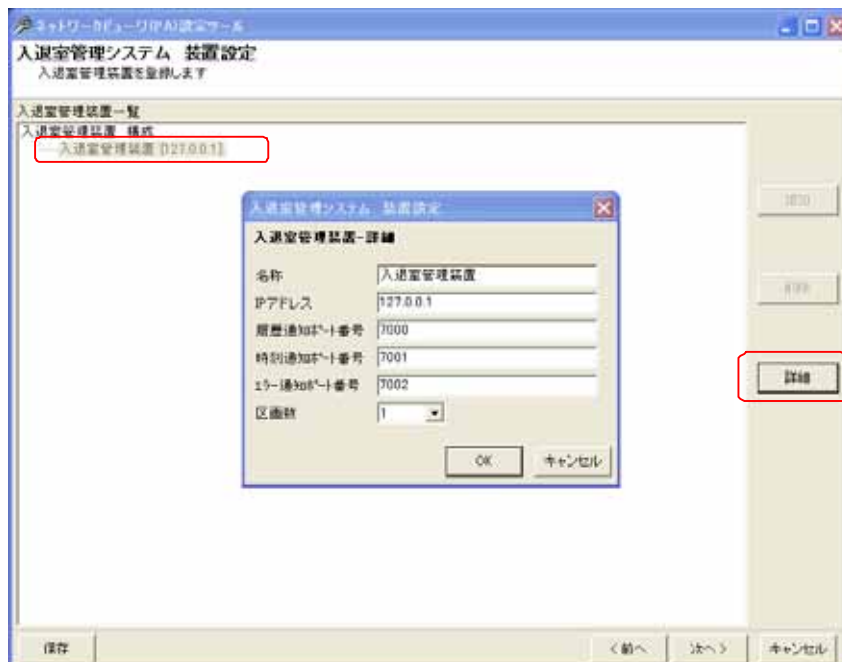 ネットワークビューワ(PA)設定ツール
入退室管理システム 装置設定
入退室管理装置を登録します
入退室管理装置一覧
入退室管理装置 構成
入退室管理装置 [127.0.0.1]
追加
削除
詳細
入退室管理システム 装置設定
入退室管理装置-詳細
名称 入退室管理装置
IPアドレス 127.0.0.1
履歴通知ポート番号 7000
時刻通知ポート番号 7001
エラー通知ポート番号 7002
区画数 1
OK キャンセル
保存 < 前へ 次へ > キャンセル